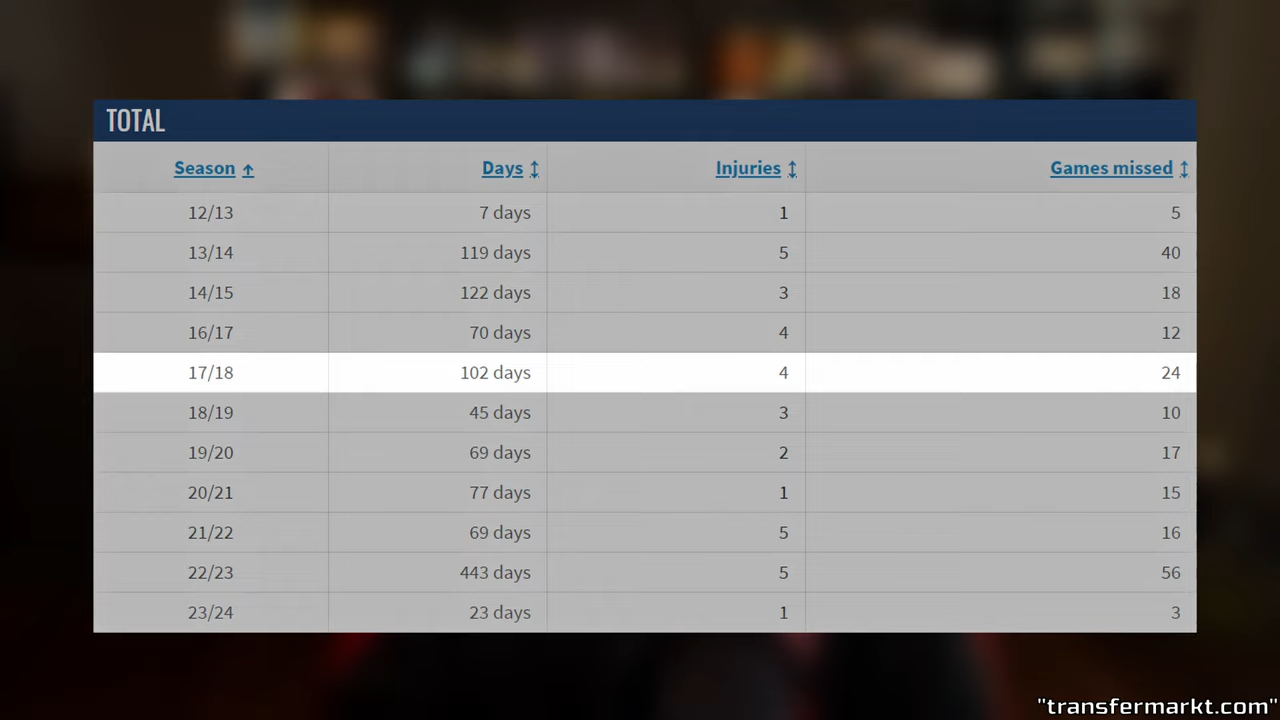 TOTAL
Season Days Injuries Games missed
12/13 7 days 1 5
13/14 119 days 5 40
14/15 122 days 3 18
16/17 70 days 4 12
17/18 102 days 4 24
18/19 45 days 3 10
19/20 69 days 2 17
20/21 77 days 1 15
21/22 69 days 5 16
22/23 443 days 5 56
23/24 23 days 1 3
"transfermarkt.com"